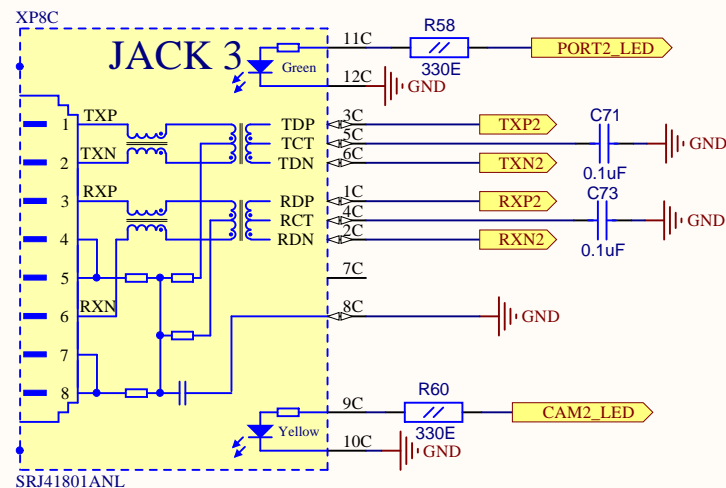 XP8C
JACK 3
Green
11C
R58
330E
PORT2_LED
12C
GND
1
TXP
TDP
3C
TXP2
C71
0.1uF
GND
TCT
5C
2
TXN
TDN
6C
TXN2
3
RXP
RDP
1C
RXP2
C73
0.1uF
GND
RCT
4C
4
RDN
2C
RXN2
5
7C
6
RXN
8C
GND
7
8
9C
R60
330E
CAM2_LED
Yellow
10C
GND
SRJ41801ANL